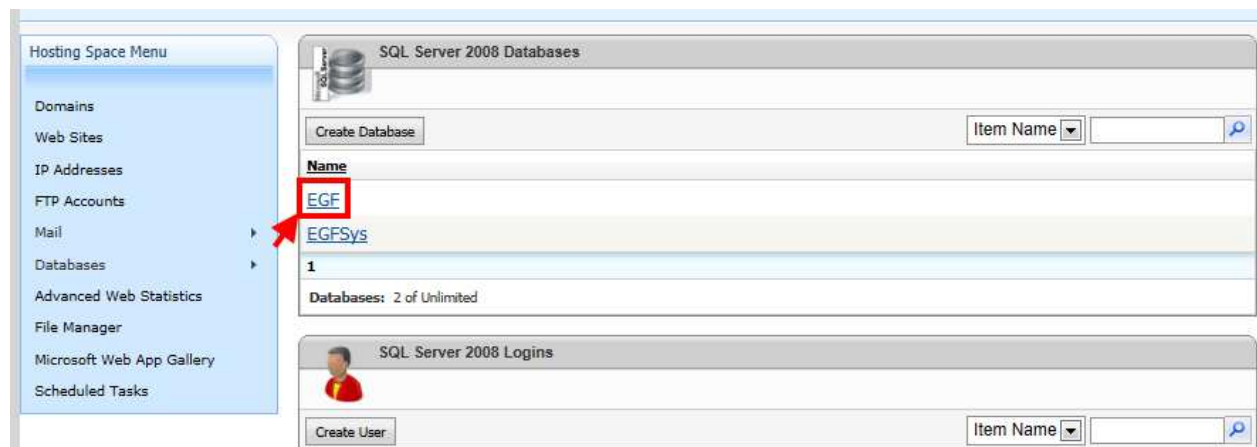 Hosting Space Menu
Domains
Web Sites
IP Addresses
FTP Accounts
Mail
Databases
Advanced Web Statistics
File Manager
Microsoft Web App Gallery
Scheduled Tasks
SQL Server
SQL Server 2008 Databases
Create Database
Item Name
Name
EGF
EGFSys
1
Databases: 2 of Unlimited
SQL Server 2008 Logins
Create User
Item Name